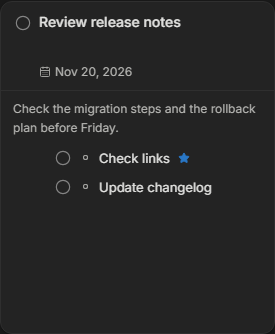 Review release notes
Nov 20, 2026
Check the migration steps and the rollback
plan before Friday.
Check links
Update changelog